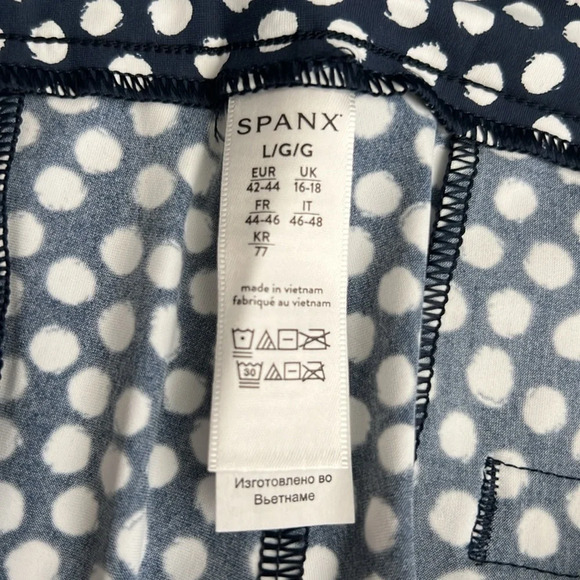 SPANX
L/G/G
EUR UK
42-44 16-18
FR IT
44-46 46-48
KR
77
made in vietnam
fabriqué au vietnam
30
Изготовлено во
Вьетнаме